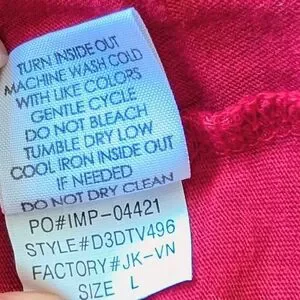 TURN INSIDE OUT
MACHINE WASH COLD
WITH LIKE COLORS
GENTLE CYCLE
DO NOT BLEACH
TUMBLE DRY LOW
COOL IRON INSIDE OUT
IF NEEDED
DO NOT DRY CLEAN
PO#IMP-04421
STYLE#D3DTV496
FACTORY#JK-VN
SIZE L